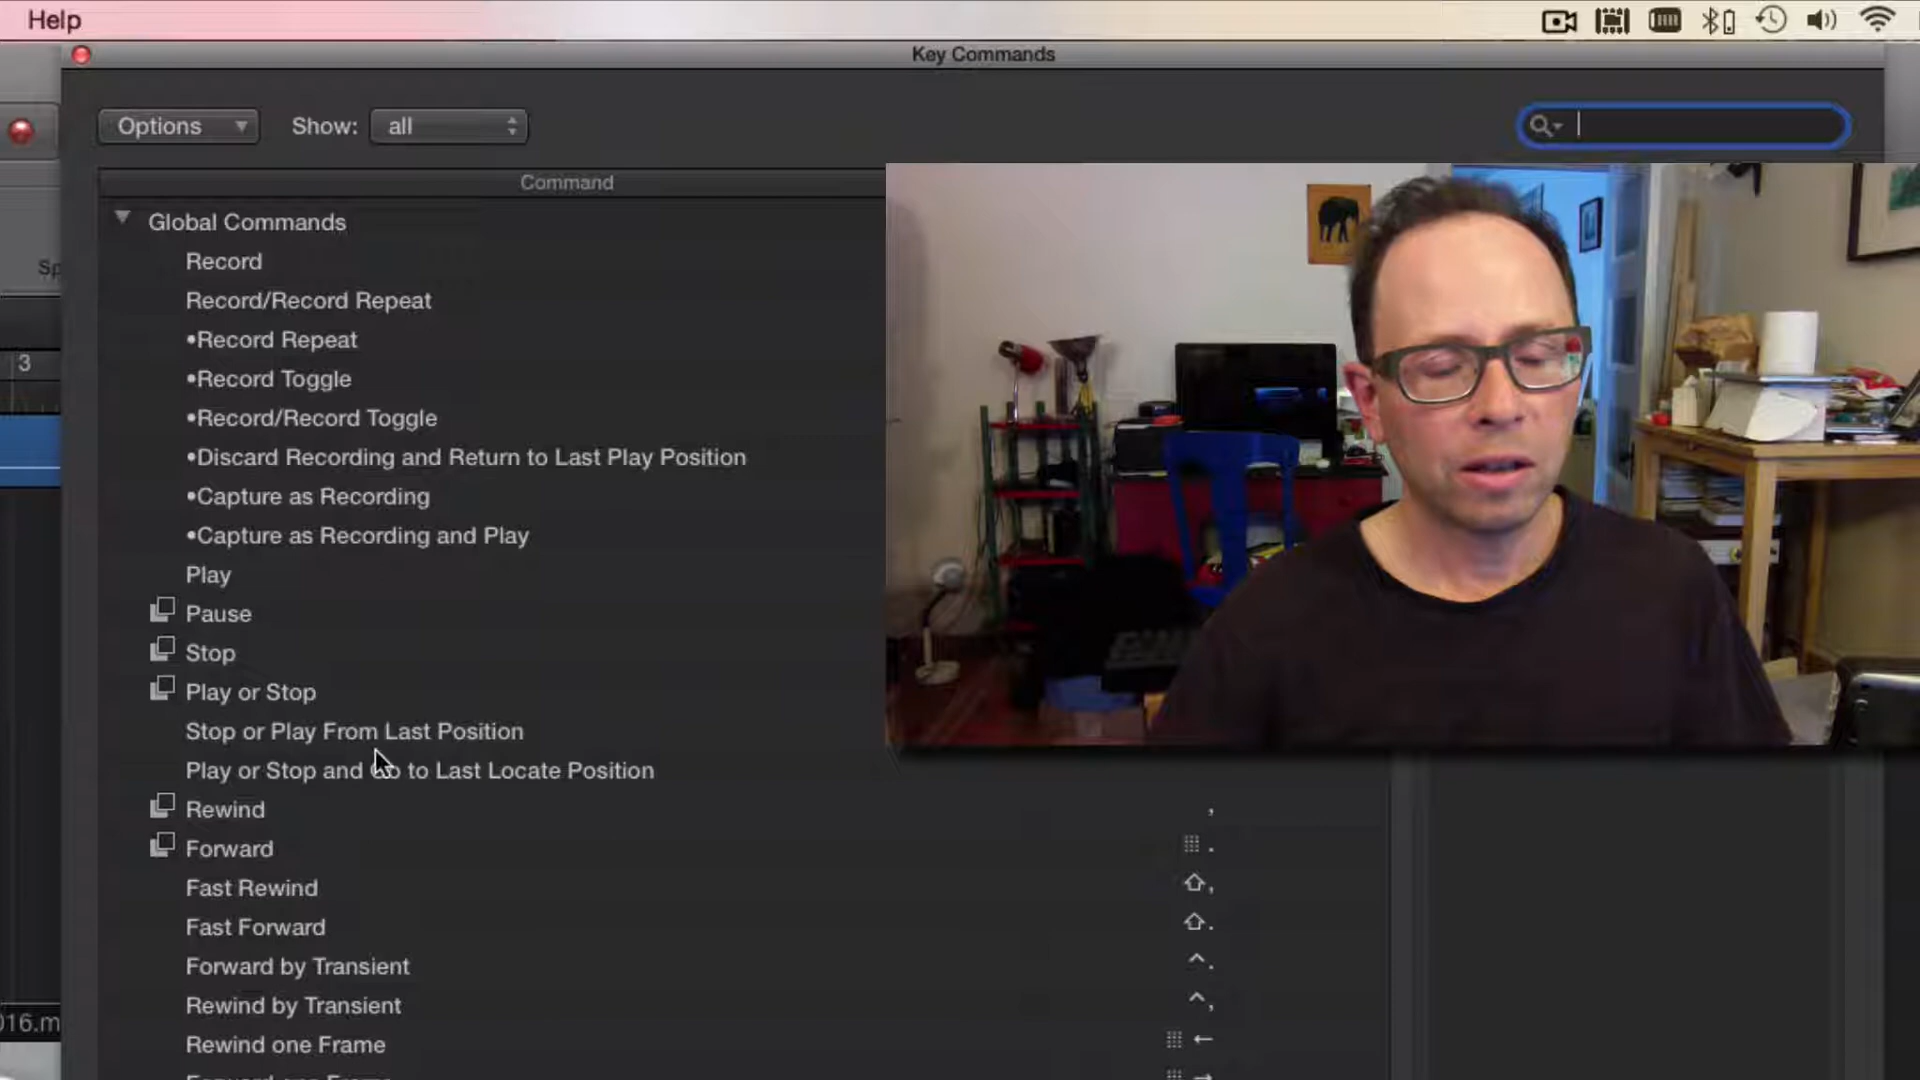 Help
Key Commands
Options
Show: all
Command
Global Commands
Record
Record/Record Repeat
•Record Repeat
•Record Toggle
3
•Record/Record Toggle
•Discard Recording and Return to Last Play Position
•Capture as Recording
•Capture as Recording and Play
Play
Pause
Stop
Play or Stop
Stop or Play From Last Position
Play or Stop and to Last Locate Position
Rewind ,
Forward .
Fast Rewind ⇧,
Fast Forward ⇧.
Forward by Transient ^.
Rewind by Transient ^,
Rewind one Frame ←